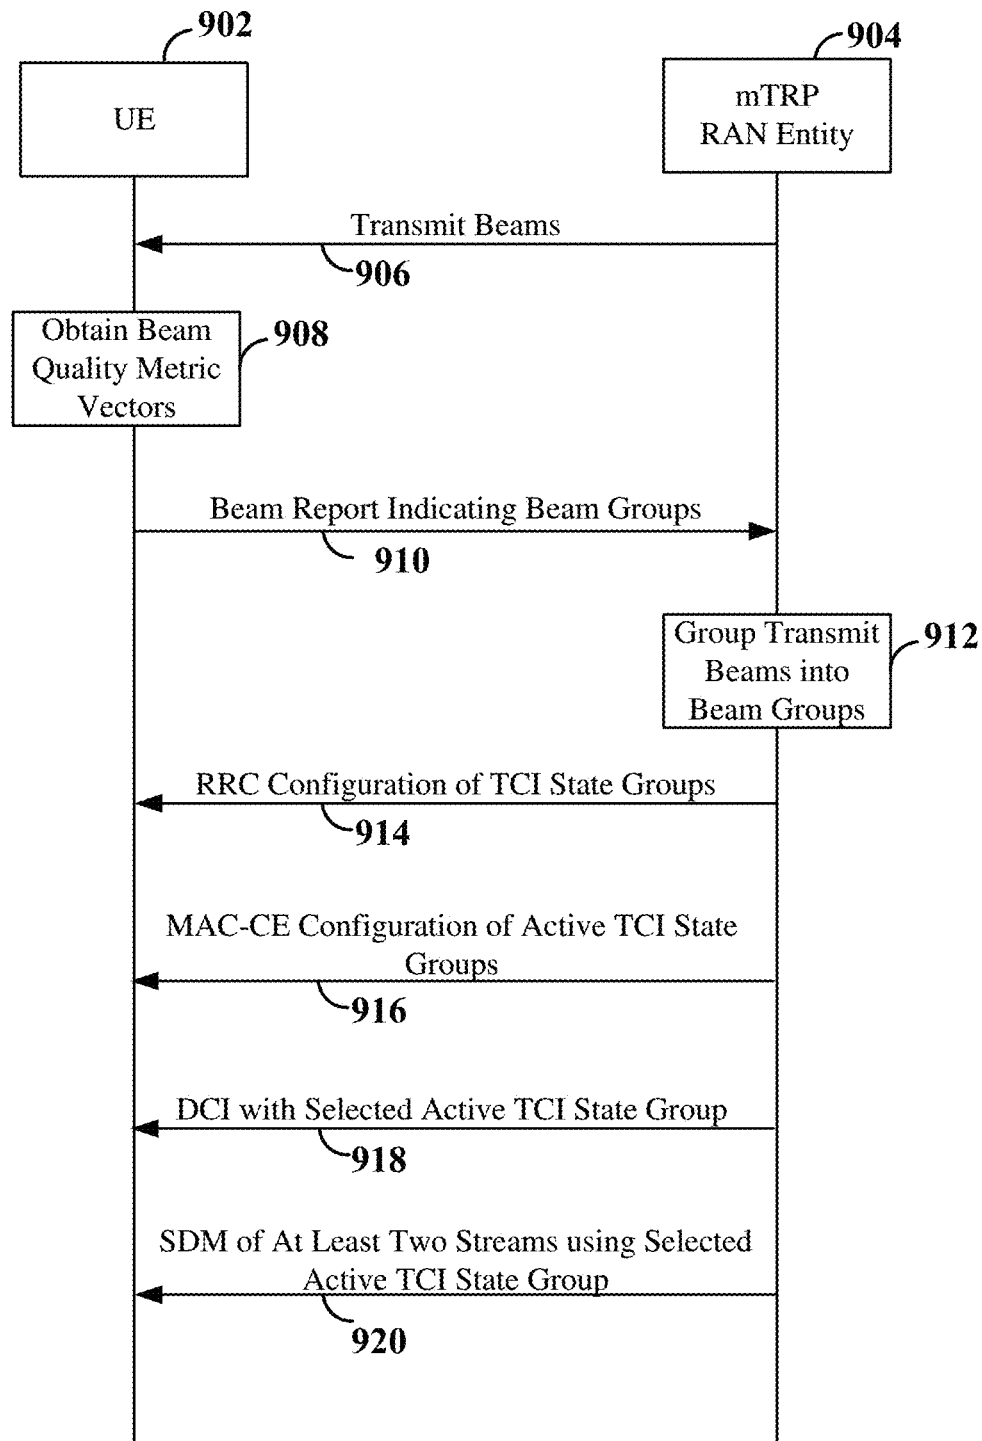 902
904
UE
mTRP
RAN Entity
Transmit Beams
906
Obtain Beam
Quality Metric
Vectors
908
Beam Report Indicating Beam Groups
910
Group Transmit
Beams into
Beam Groups
912
RRC Configuration of TCI State Groups
914
MAC-CE Configuration of Active TCI State
Groups
916
DCI with Selected Active TCI State Group
918
SDM of At Least Two Streams using Selected
Active TCI State Group
920